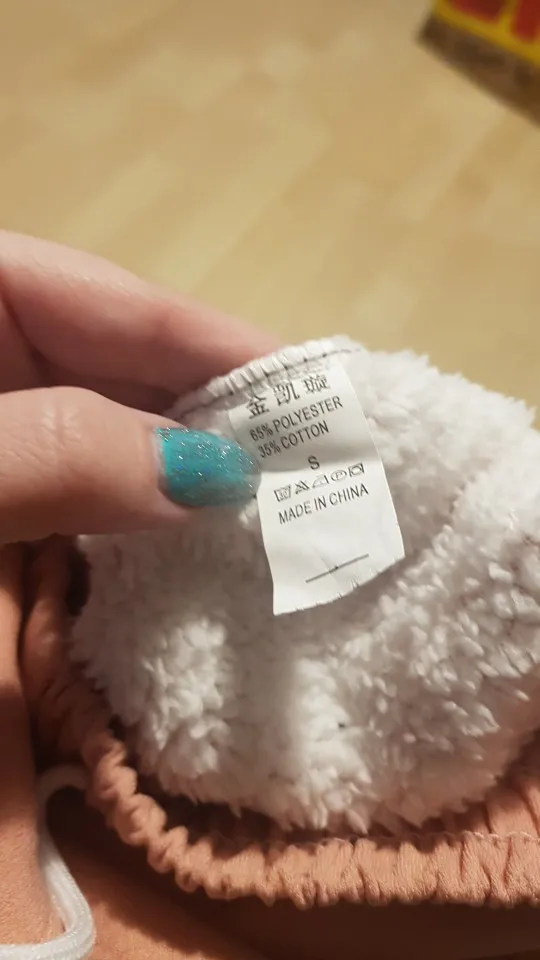 金凯璇
65% POLYESTER
35% COTTON
S
MADE IN CHINA